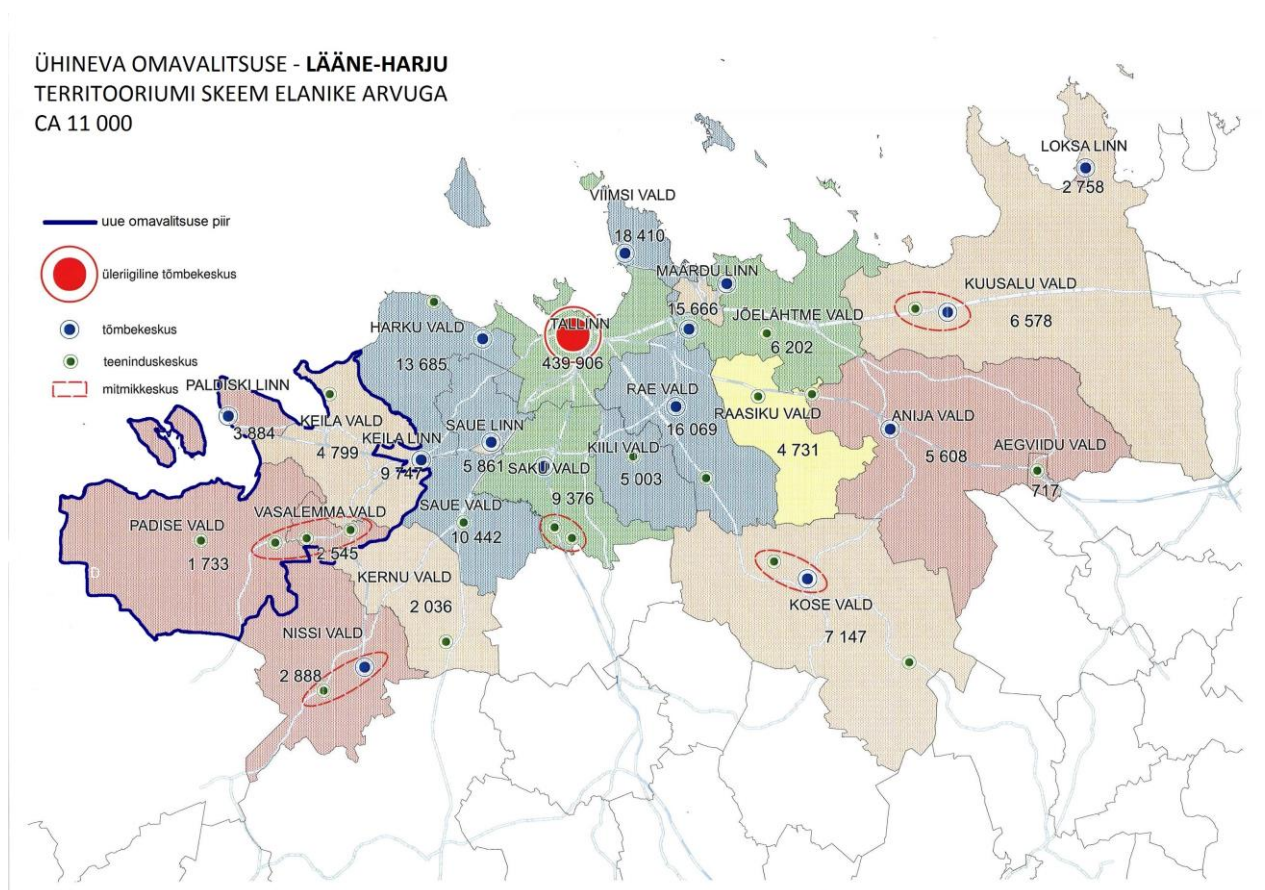 ÜHINEVA OMAVALITSUSE - LÄÄNE-HARJU
TERRITOORIUMI SKEEM ELANIKE ARVUGA
CA 11 000
uue omavalitsuse piir
üleriigiline tõmbekeskus
tõmbekeskus
teeninduskeskus
mitmikkeskus
LOKSA LINN
2 758
VIIMSI VALD
18 410
MAARDU LINN
15 666
KUUSALU VALD
6 578
JÕELÄHTME VALD
6 202
TALLINN
439 906
HARKU VALD
13 685
PALDISKI LINN
3 884
KEILA VALD
4 799
KEILA LINN
9 747
SAUE LINN
5 861
SAKU VALD
9 376
KIILI VALD
5 003
RAE VALD
16 069
RAASIKU VALD
4 731
ANIJA VALD
5 608
AEGVIIDU VALD
717
SAUE VALD
10 442
PADISE VALD
1 733
VASALEMMA VALD
2 545
KERNU VALD
2 036
NISSI VALD
2 888
KOSE VALD
7 147